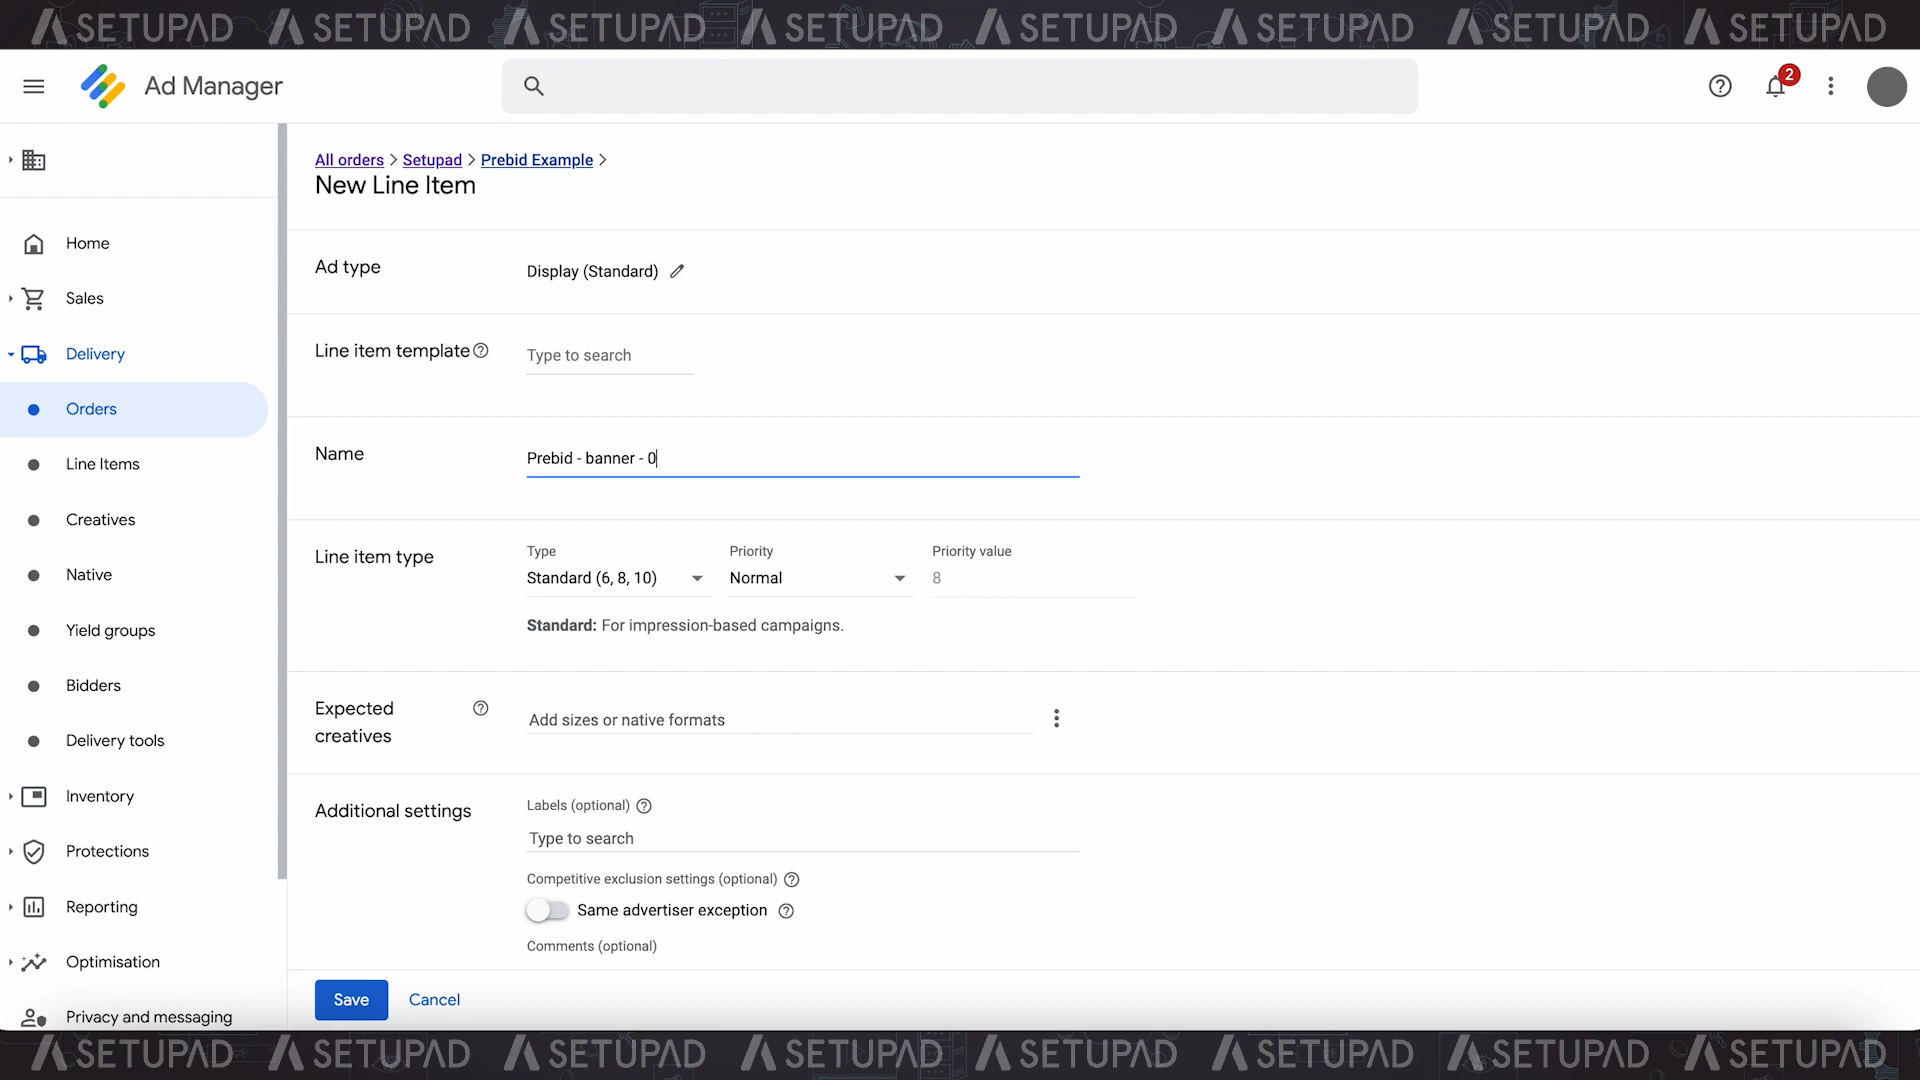 SETUPAD SETUPAD SETUPAD SETUPAD SETUPAD SETUPAD SETUPAD SETUPAD
Ad Manager
2
All orders > Setupad > Prebid Example >
New Line Item
Home
Sales
Delivery
Orders
Line Items
Creatives
Native
Yield groups
Bidders
Delivery tools
Inventory
Protections
Reporting
Optimisation
Privacy and messaging
Ad type
Display (Standard)
Line item template
Type to search
Name
Prebid - banner - 0
Line item type
Type
Priority
Priority value
Standard (6, 8, 10)
Normal
8
Standard: For impression-based campaigns.
Expected
creatives
Add sizes or native formats
Additional settings
Labels (optional)
Type to search
Competitive exclusion settings (optional)
Same advertiser exception
Comments (optional)
Save
Cancel
SETUPAD SETUPAD SETUPAD SETUPAD SETUPAD SETUPAD SETUPAD SETUPAD